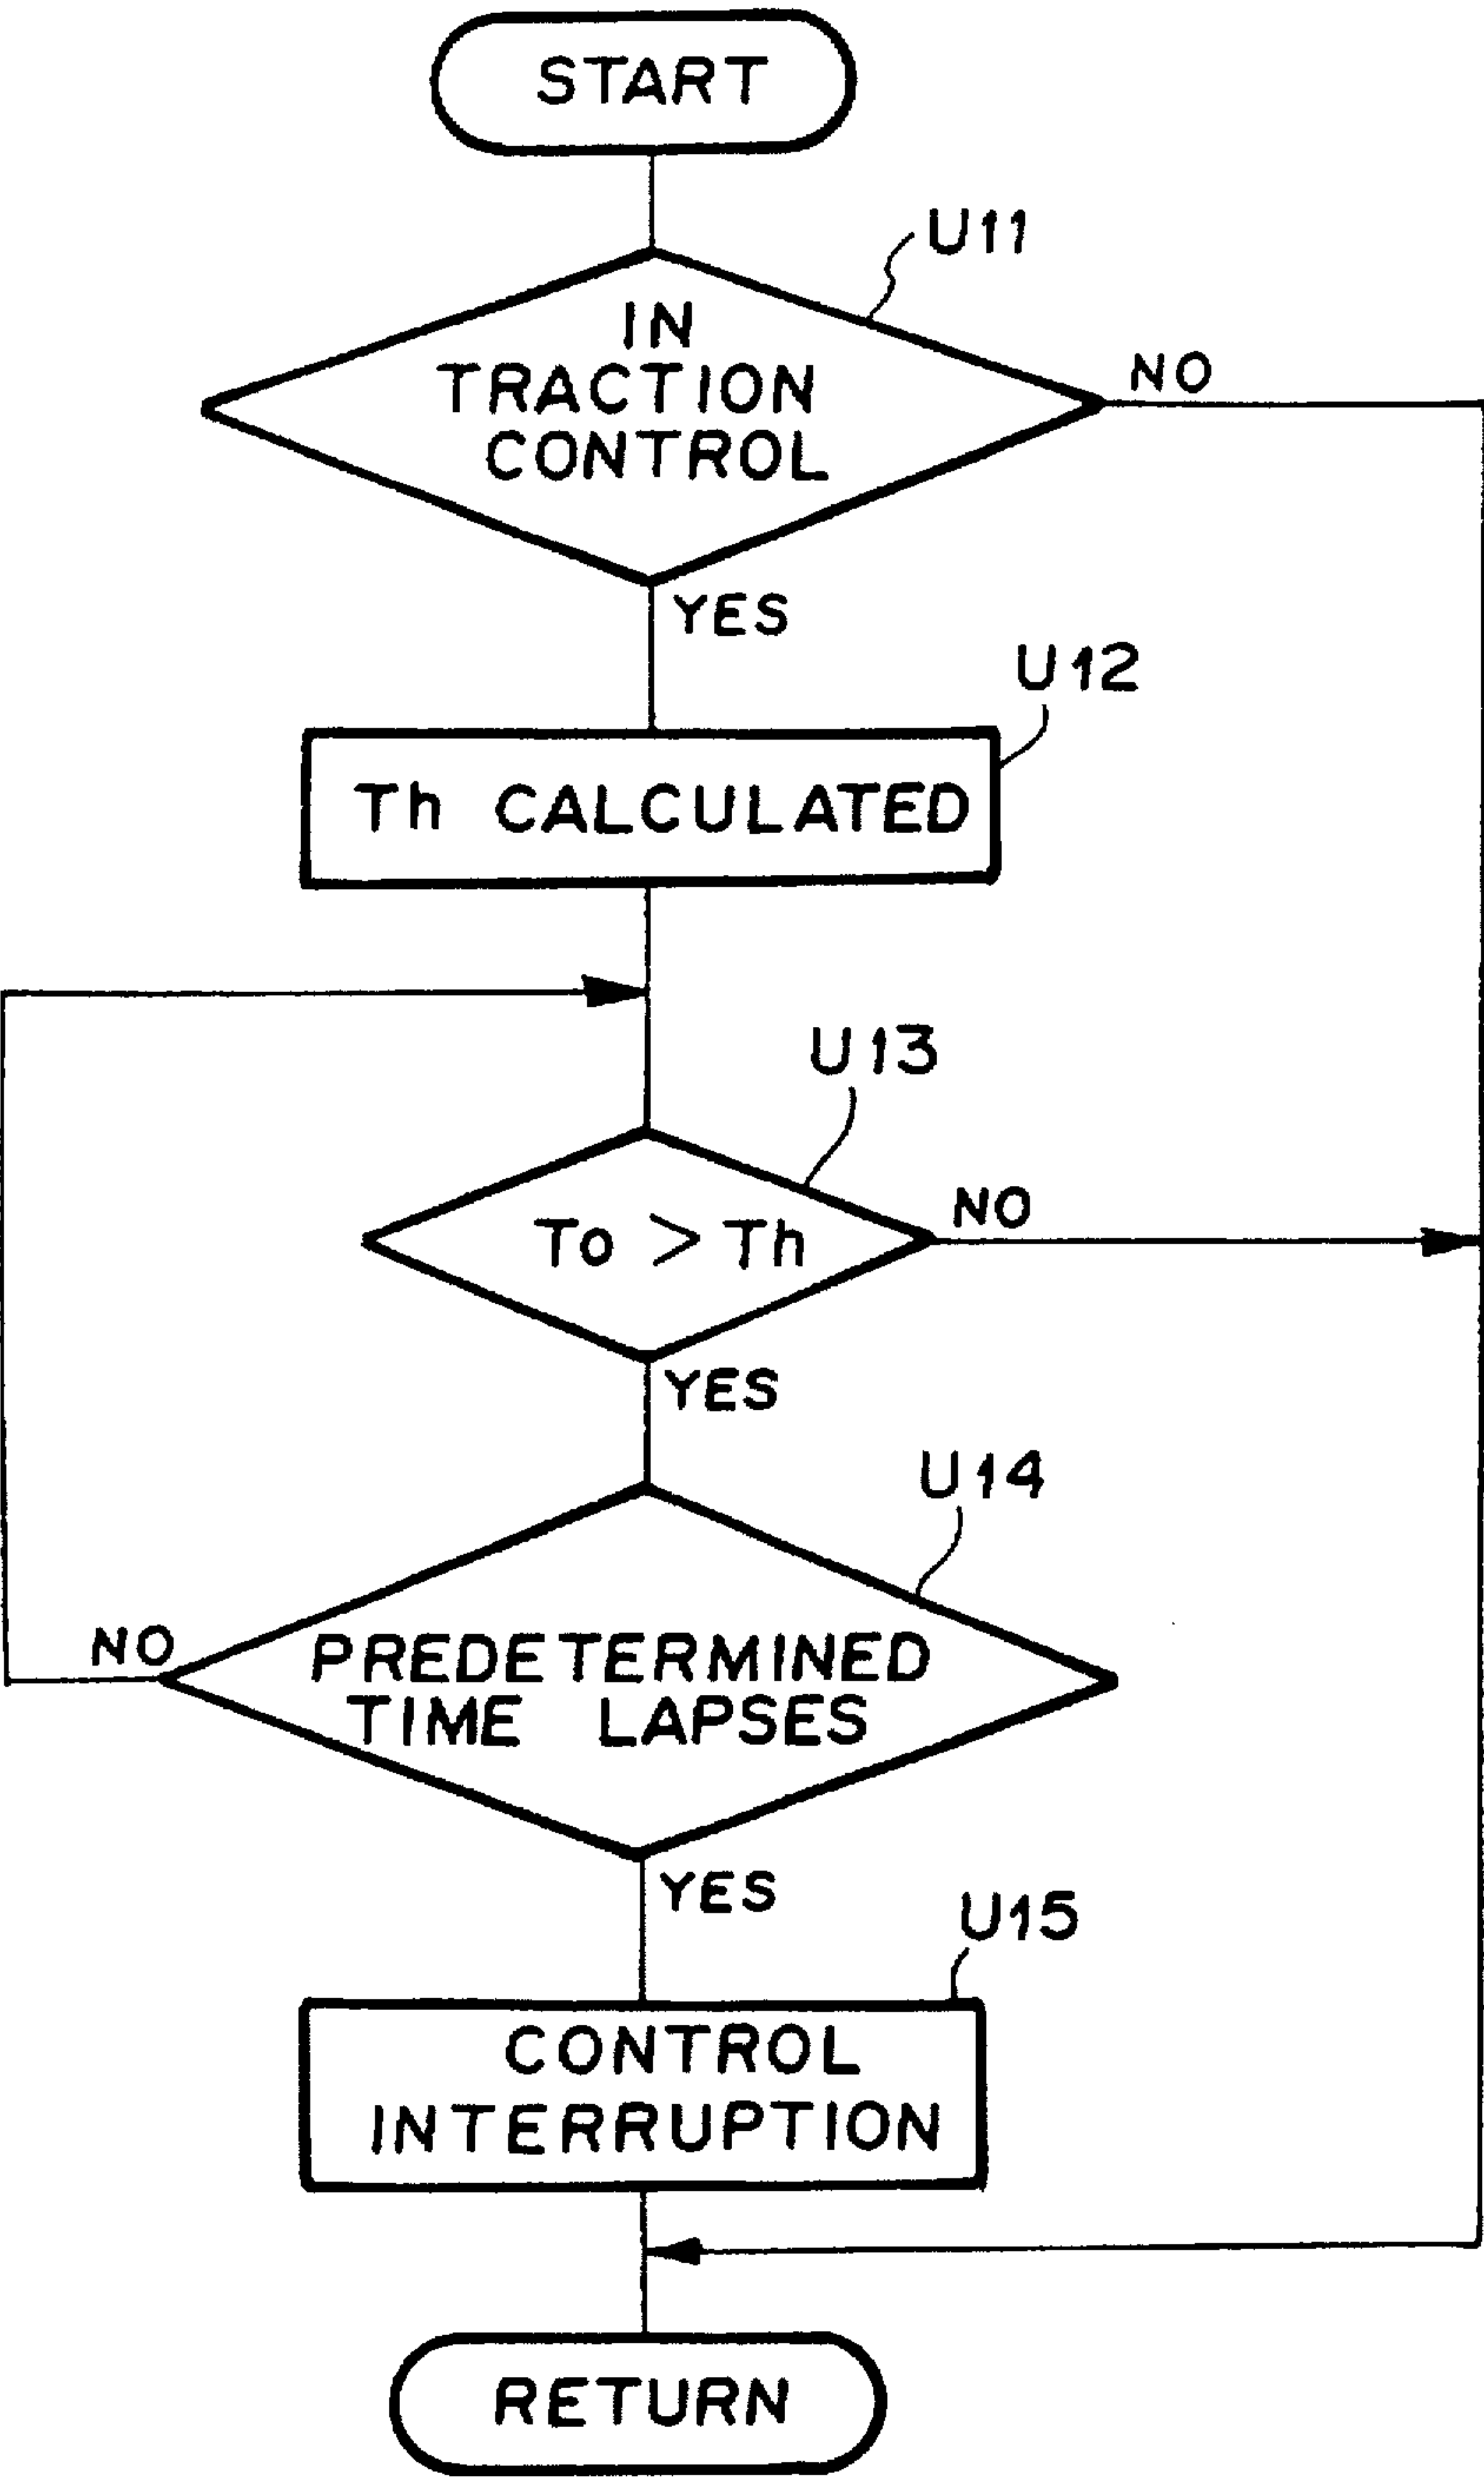 START
U11
IN
TRACTION
CONTROL
NO
YES
U12
Th CALCULATED
U13
To > Th
NO
YES
U14
NO
PREDETERMINED
TIME LAPSES
YES
U15
CONTROL
INTERRUPTION
RETURN